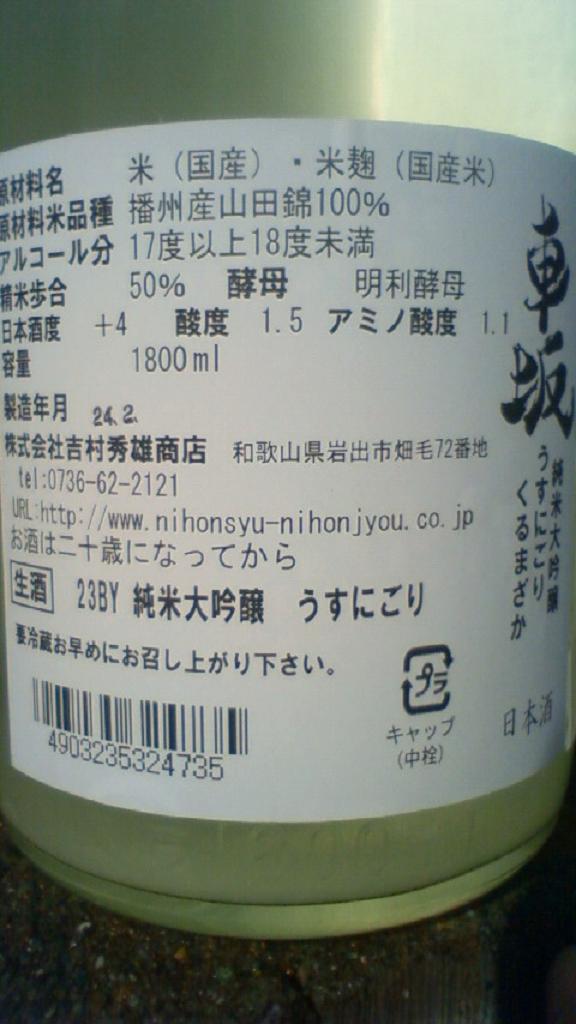 原材料名 米（国産）・米麹（国産米）
原材料米品種 播州産山田錦100%
アルコール分 17度以上18度未満
精米歩合 50% 酵母 明利酵母
日本酒度 +4 酸度 1.5 アミノ酸度 1.1
容量 1800ml
製造年月 24.2.
株式会社吉村秀雄商店 和歌山県岩出市畑毛72番地
tel:0736-62-2121
URL:http://www.nihonsyu-nihonjyou.co.jp
お酒は二十歳になってから
生酒 23BY 純米大吟醸 うすにごり
要冷蔵お早めにお召し上がり下さい。
4903235324735
プラ
キャップ
（中栓）
車坂
純米大吟醸
うすにごり
くるまざか
日本酒